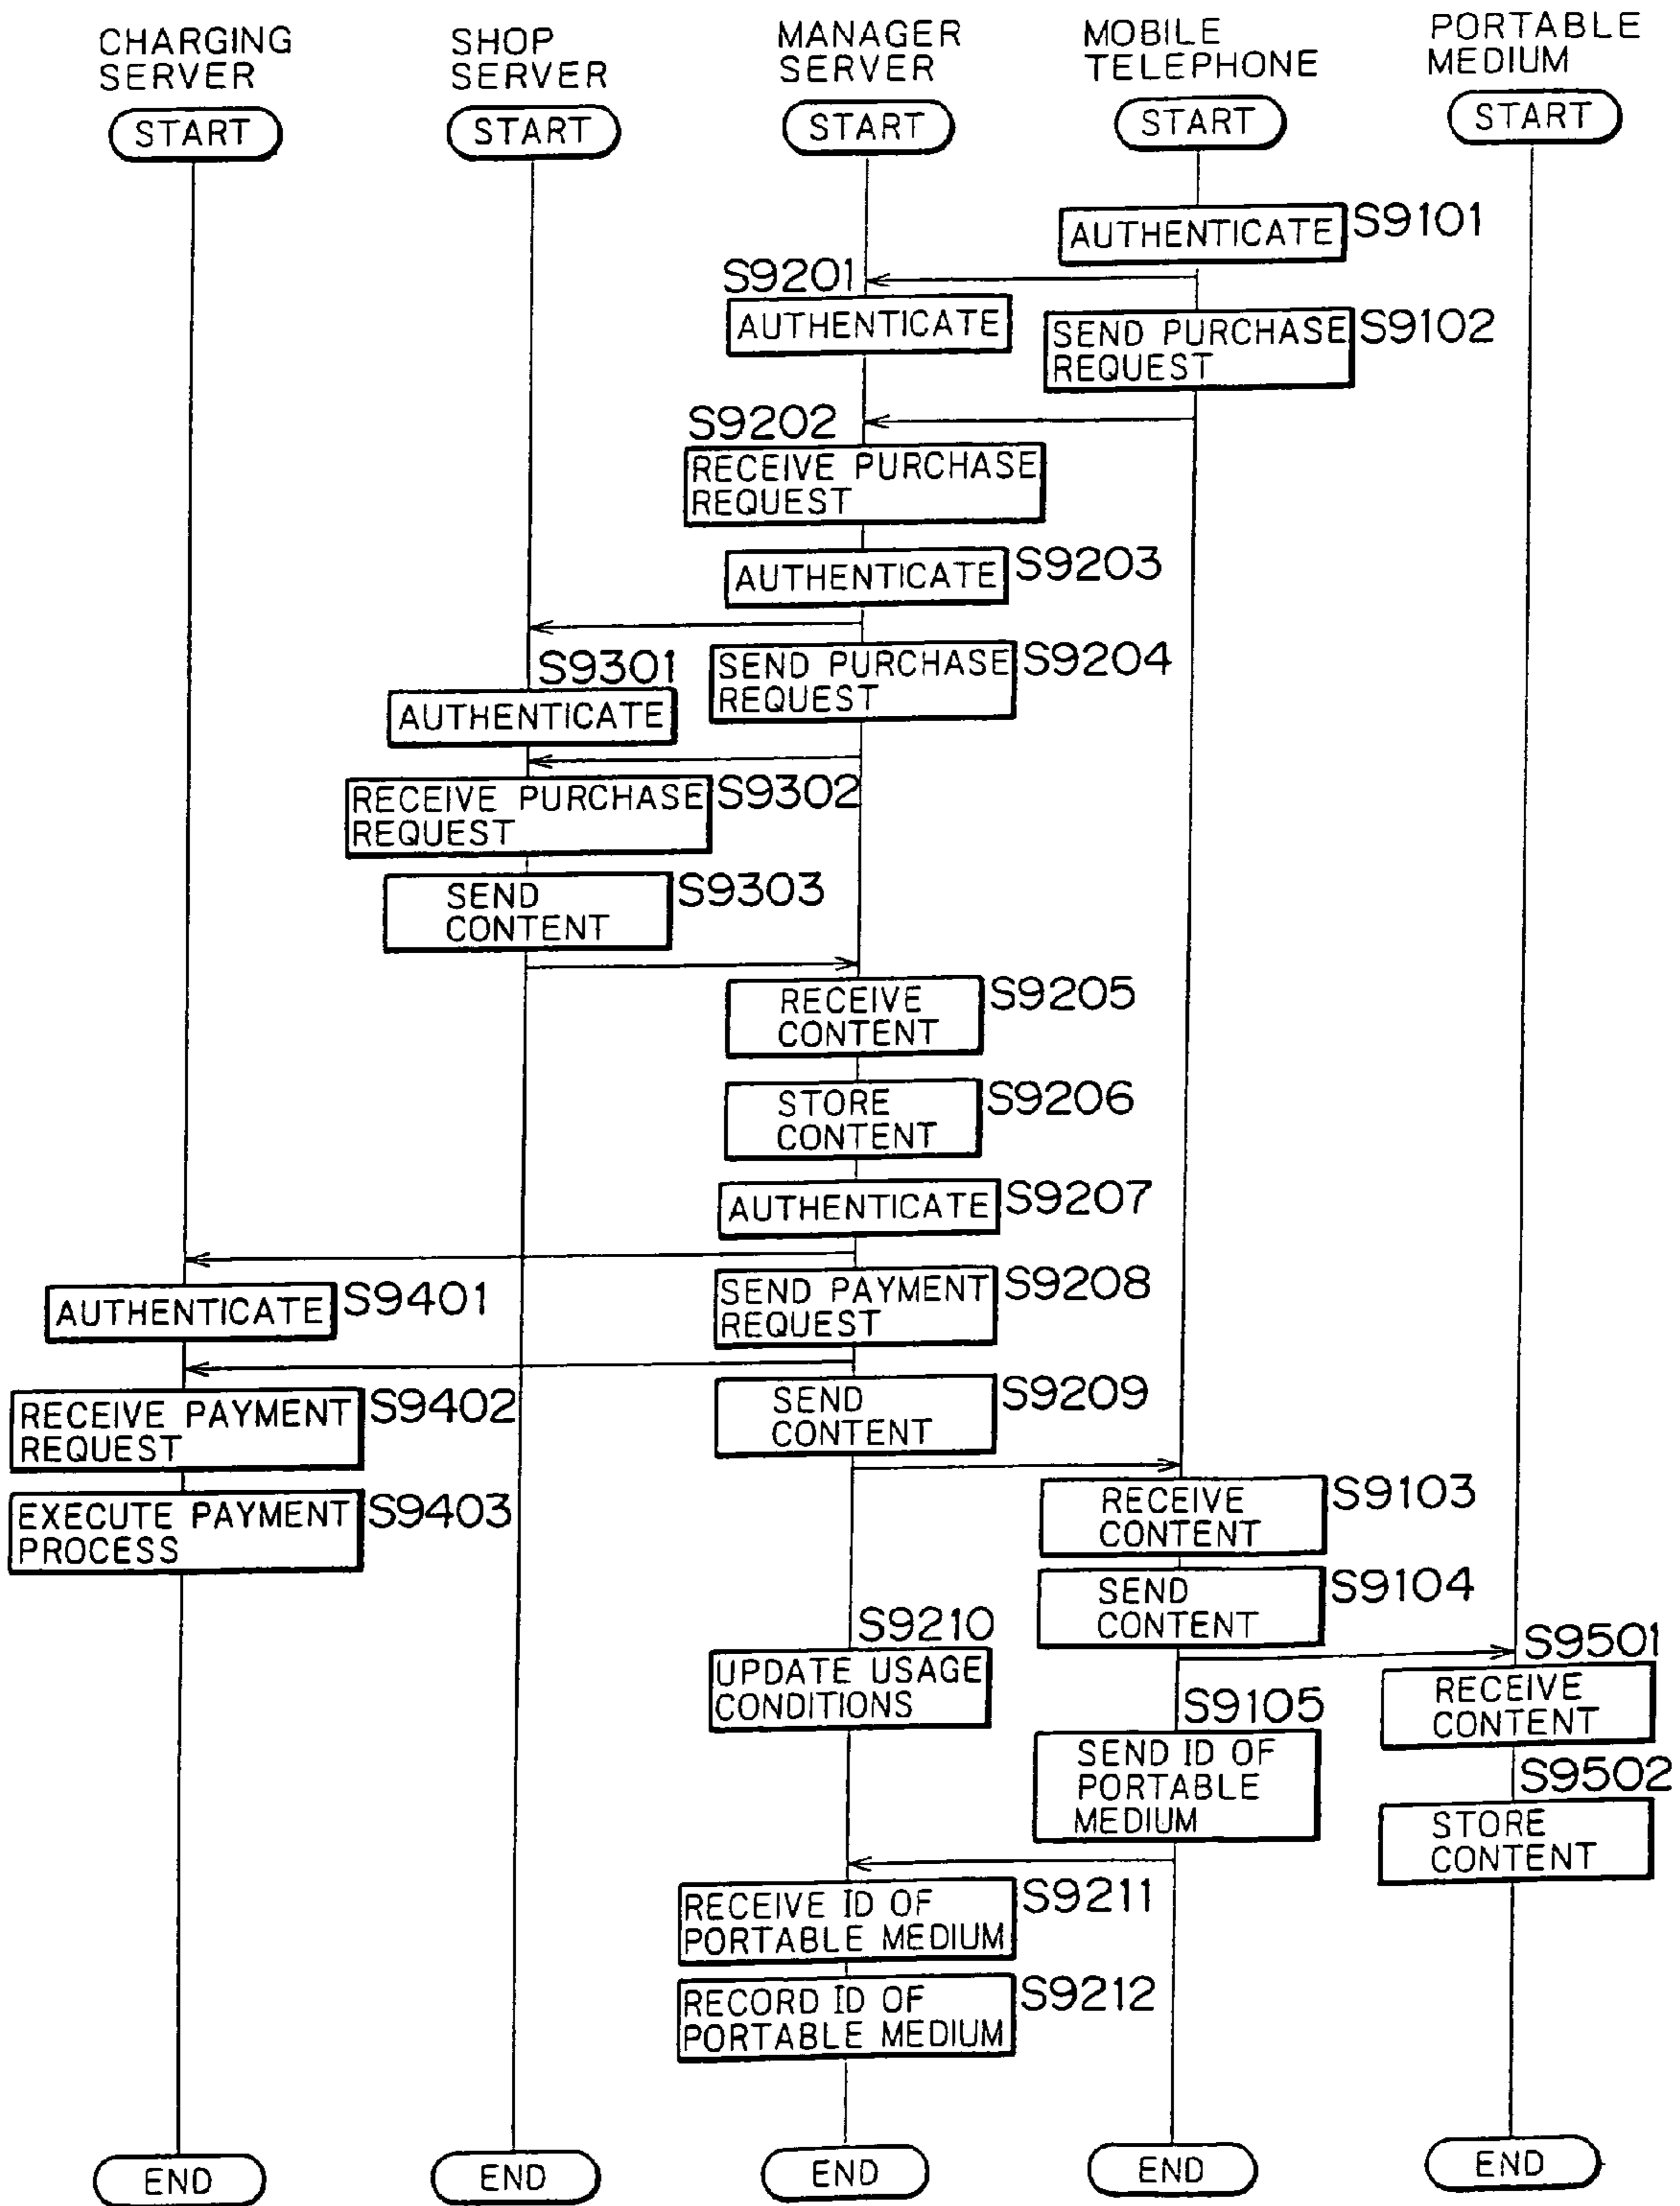 CHARGING
SERVER
SHOP
SERVER
MANAGER
SERVER
MOBILE
TELEPHONE
PORTABLE
MEDIUM
START
START
START
START
START
AUTHENTICATE
S9101
S9201
AUTHENTICATE
SEND PURCHASE
REQUEST
S9102
S9202
RECEIVE PURCHASE
REQUEST
AUTHENTICATE
S9203
S9301
AUTHENTICATE
SEND PURCHASE
REQUEST
S9204
RECEIVE PURCHASE
REQUEST
S9302
SEND
CONTENT
S9303
RECEIVE
CONTENT
S9205
STORE
CONTENT
S9206
AUTHENTICATE
S9207
AUTHENTICATE
S9401
SEND PAYMENT
REQUEST
S9208
RECEIVE PAYMENT
REQUEST
S9402
SEND
CONTENT
S9209
EXECUTE PAYMENT
PROCESS
S9403
RECEIVE
CONTENT
S9103
SEND
CONTENT
S9104
S9210
UPDATE USAGE
CONDITIONS
S9501
RECEIVE
CONTENT
S9105
SEND ID OF
PORTABLE
MEDIUM
S9502
STORE
CONTENT
RECEIVE ID OF
PORTABLE MEDIUM
S9211
RECORD ID OF
PORTABLE MEDIUM
S9212
END
END
END
END
END